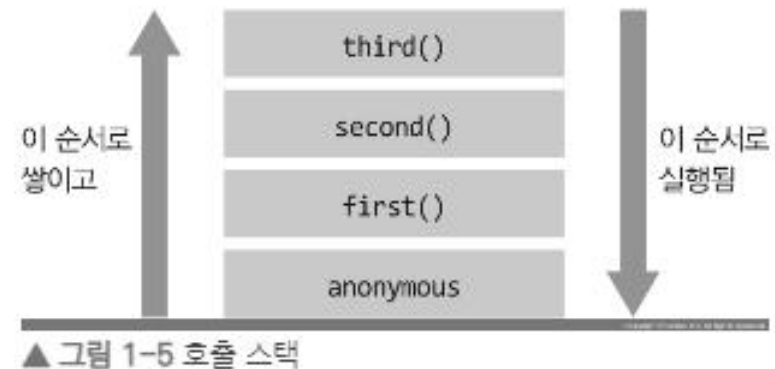 third()
second()
first()
anonymous
이 순서로
쌓이고
이 순서로
실행됨
▲ 그림 1-5 호출 스택